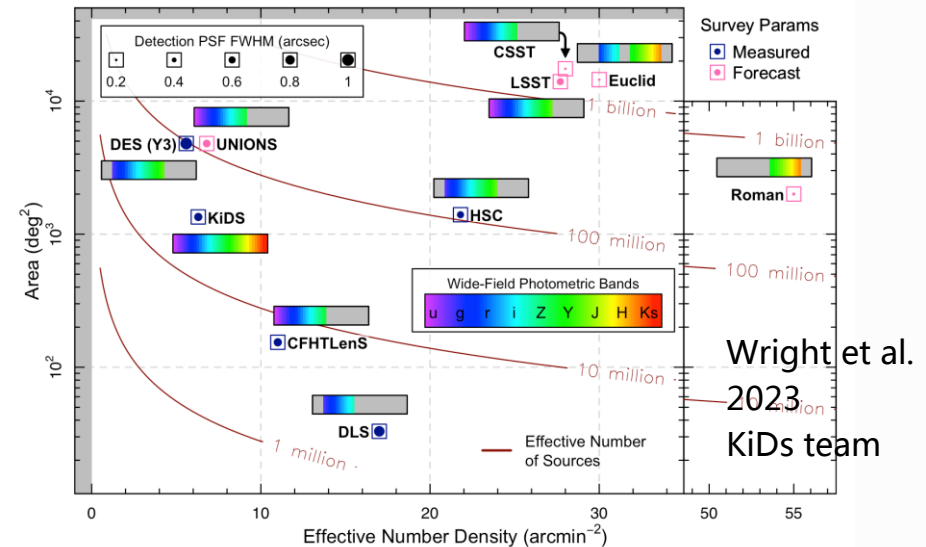 Detection PSF FWHM (arcsec)
0.2 0.4 0.6 0.8 1
Survey Params
Measured
Forecast
CSST
LSST
Euclid
1 billion
1 billion
DES (Y3)
UNIONS
Roman
KiDS
HSC
100 million
100 million
Wide-Field Photometric Bands
u g r i Z Y J H Ks
CFHTLenS
10 million
10 million
DLS
1 million
Effective Number
of Sources
Wright et al.
2023
KiDs team
Area (deg²)
10⁴
10³
10²
0 10 20 30 50 55
Effective Number Density (arcmin⁻²)